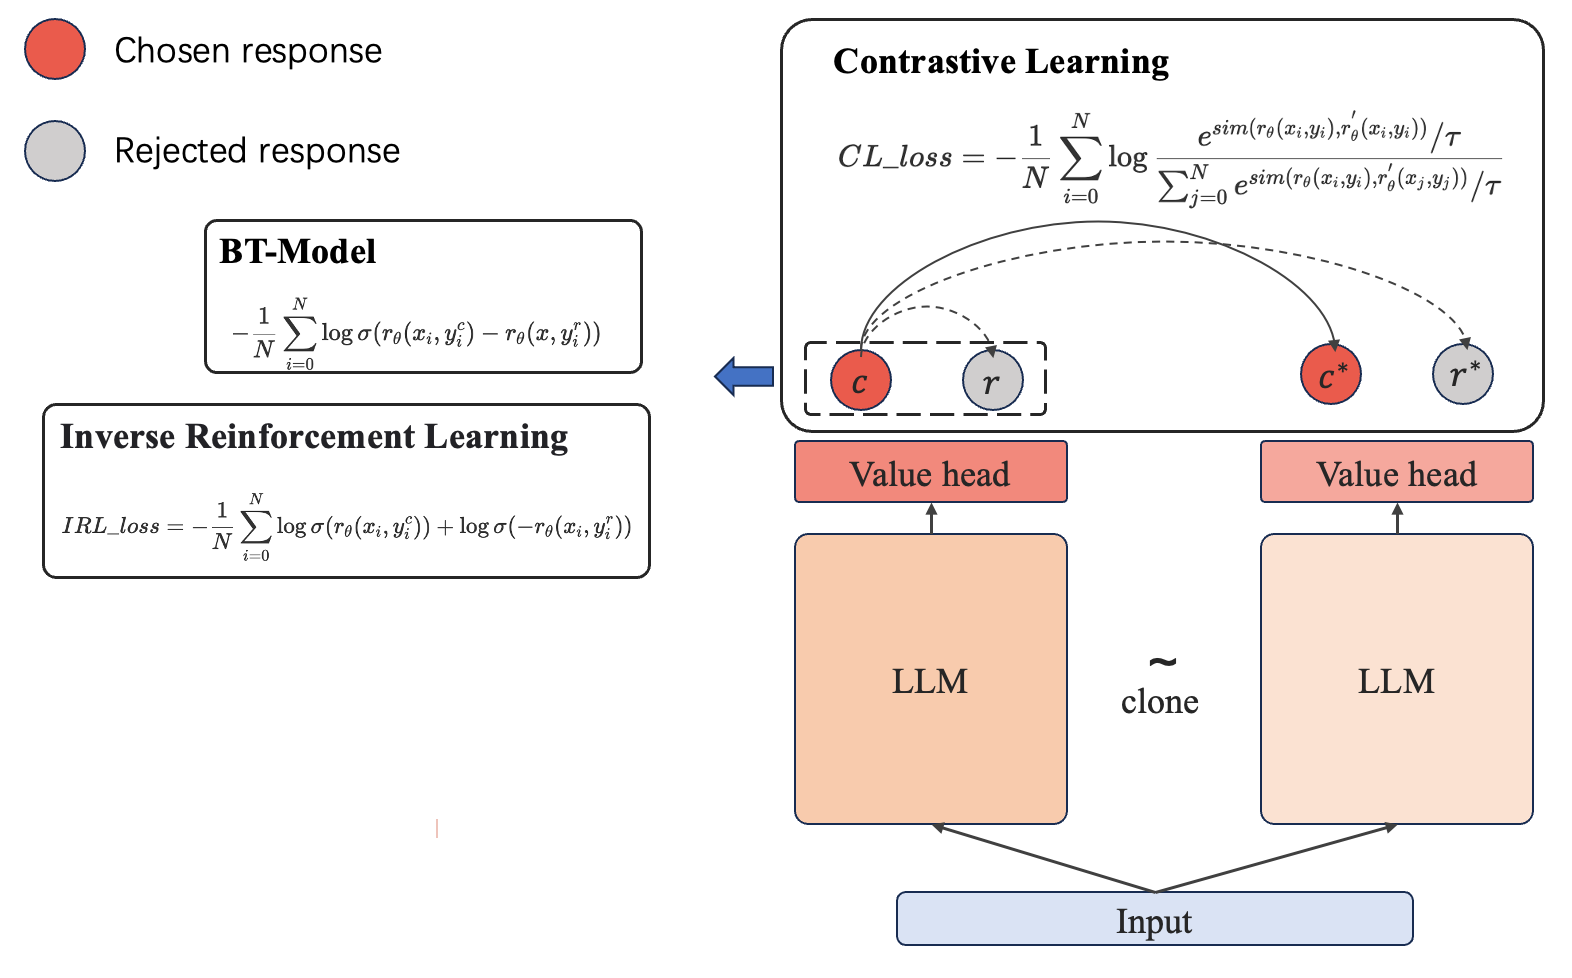 Chosen response
Rejected response
BT-Model
$-\frac{1}{N}\sum_{i=0}^{N}\log\sigma(r_\theta(x_i,y_i^c)-r_\theta(x,y_i^r))$
Inverse Reinforcement Learning
$IRL\_loss=-\frac{1}{N}\sum_{i=0}^{N}\log\sigma(r_\theta(x_i,y_i^c))+\log\sigma(-r_\theta(x_i,y_i^r))$
Contrastive Learning
$CL\_loss=-\frac{1}{N}\sum_{i=0}^{N}\log\frac{e^{sim(r_\theta(x_i,y_i),r_\theta^{'}(x_i,y_i))}/\tau}{\sum_{j=0}^{N}e^{sim(r_\theta(x_i,y_i),r_\theta^{'}(x_j,y_j))}/\tau}$
c r c* r*
Value head Value head
LLM ~ LLM
clone
Input